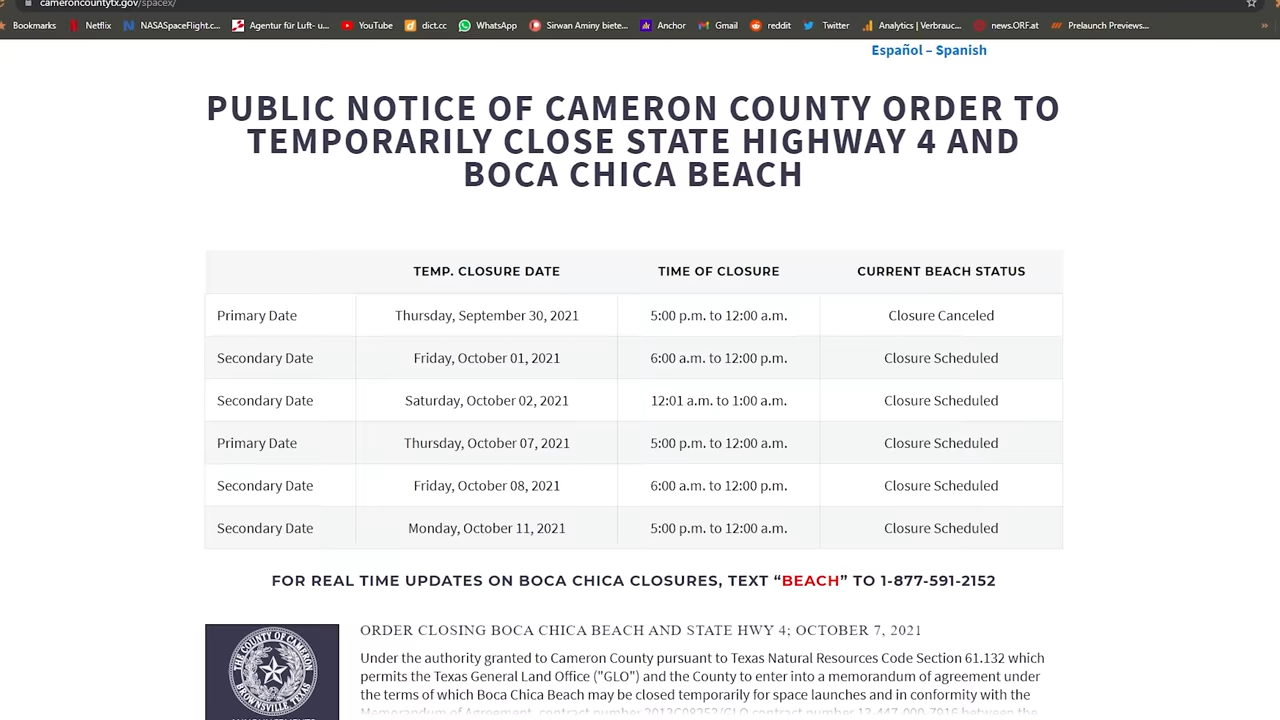 cameroncountytx.gov/spacex/
Bookmarks Netflix NASASpaceFlight.c... Agentur für Luft- u... YouTube dict.cc WhatsApp Sirwan Aminy biete... Anchor Gmail reddit Twitter Analytics | Verbrauc... news.ORF.at Prelaunch Previews... »
Español – Spanish
PUBLIC NOTICE OF CAMERON COUNTY ORDER TO
TEMPORARILY CLOSE STATE HIGHWAY 4 AND
BOCA CHICA BEACH
TEMP. CLOSURE DATE TIME OF CLOSURE CURRENT BEACH STATUS
Primary Date Thursday, September 30, 2021 5:00 p.m. to 12:00 a.m. Closure Canceled
Secondary Date Friday, October 01, 2021 6:00 a.m. to 12:00 p.m. Closure Scheduled
Secondary Date Saturday, October 02, 2021 12:01 a.m. to 1:00 a.m. Closure Scheduled
Primary Date Thursday, October 07, 2021 5:00 p.m. to 12:00 a.m. Closure Scheduled
Secondary Date Friday, October 08, 2021 6:00 a.m. to 12:00 p.m. Closure Scheduled
Secondary Date Monday, October 11, 2021 5:00 p.m. to 12:00 a.m. Closure Scheduled
FOR REAL TIME UPDATES ON BOCA CHICA CLOSURES, TEXT “BEACH” TO 1-877-591-2152
ORDER CLOSING BOCA CHICA BEACH AND STATE HWY 4; OCTOBER 7, 2021
Under the authority granted to Cameron County pursuant to Texas Natural Resources Code Section 61.132 which
permits the Texas General Land Office ("GLO") and the County to enter into a memorandum of agreement under
the terms of which Boca Chica Beach may be closed temporarily for space launches and in conformity with the
Memorandum of Agreement, contract number
THE COUNTY OF CAMERON
BROWNSVILLE, TEXAS